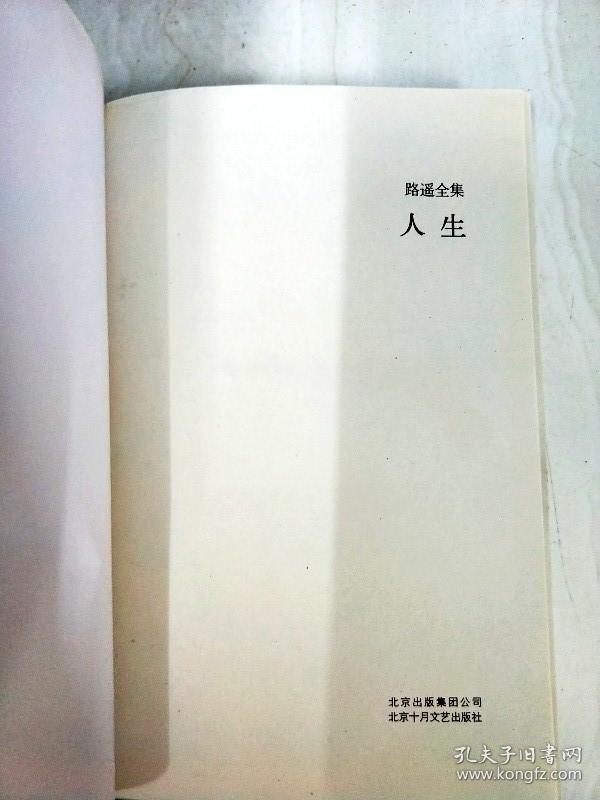 路遥全集
人生
北京出版集团公司
北京十月文艺出版社
孔夫子旧书网
www.kongfz.com